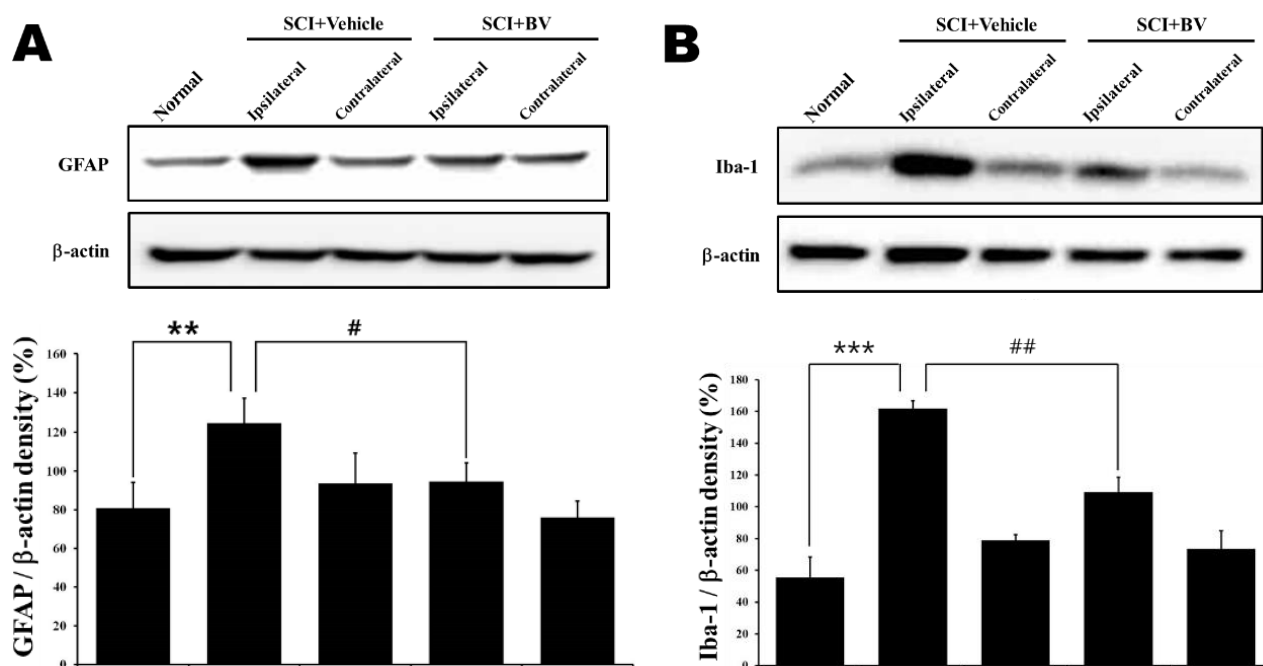 A
SCI+Vehicle
SCI+BV
Normal
Ipsilateral
Contralateral
Ipsilateral
Contralateral
GFAP
β-actin
**
#
GFAP / β-actin density (%)
160
140
120
100
80
60
40
20
0
B
SCI+Vehicle
SCI+BV
Normal
Ipsilateral
Contralateral
Ipsilateral
Contralateral
Iba-1
β-actin
***
##
Iba-1 / β-actin density (%)
180
160
140
120
100
80
60
40
20
0